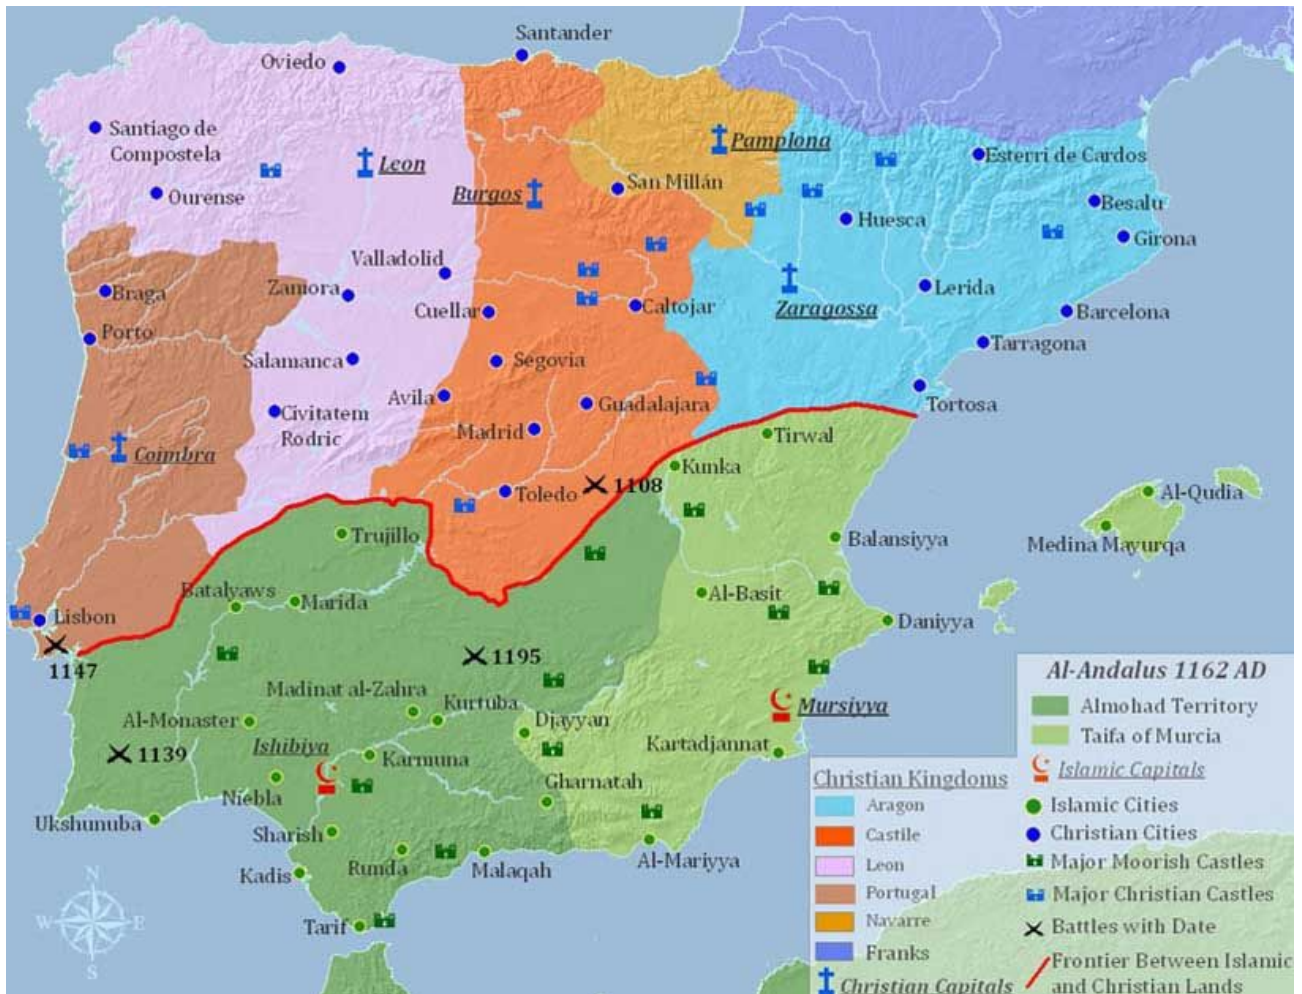 Santander
Oviedo
Santiago de
Compostela
Leon
Pamplona
Esterri de Cardos
Ourense
Burgos
San Millán
Huesca
Besalu
Girona
Valladolid
Braga
Zamora
Cuellar
Caltojar
Zaragossa
Lerida
Barcelona
Porto
Salamanca
Segovia
Tarragona
Avila
Guadalajara
Tortosa
Civitatem
Rodric
Madrid
Tirwal
Coimbra
Kunka
Toledo
1108
Al-Qudia
Trujillo
Balansiyya
Medina Mayurqa
Batalyaws
Marida
Al-Basit
Lisbon
Daniyya
1147
1195
Madinat al-Zahra
Kurtuba
Mursiyya
Al-Monaster
Djayyan
Ishibiya
Kartadjannat
1139
Karmuna
Niebla
Gharnatah
Ukshunuba
Sharish
Runda
Malaqah
Al-Mariyya
Kadis
Tarif
N
W
E
S
Al-Andalus 1162 AD
Almohad Territory
Taifa of Murcia
Islamic Capitals
Islamic Cities
Christian Cities
Major Moorish Castles
Major Christian Castles
Battles with Date
Frontier Between Islamic
and Christian Lands
Christian Kingdoms
Aragon
Castile
Leon
Portugal
Navarre
Franks
Christian Capitals